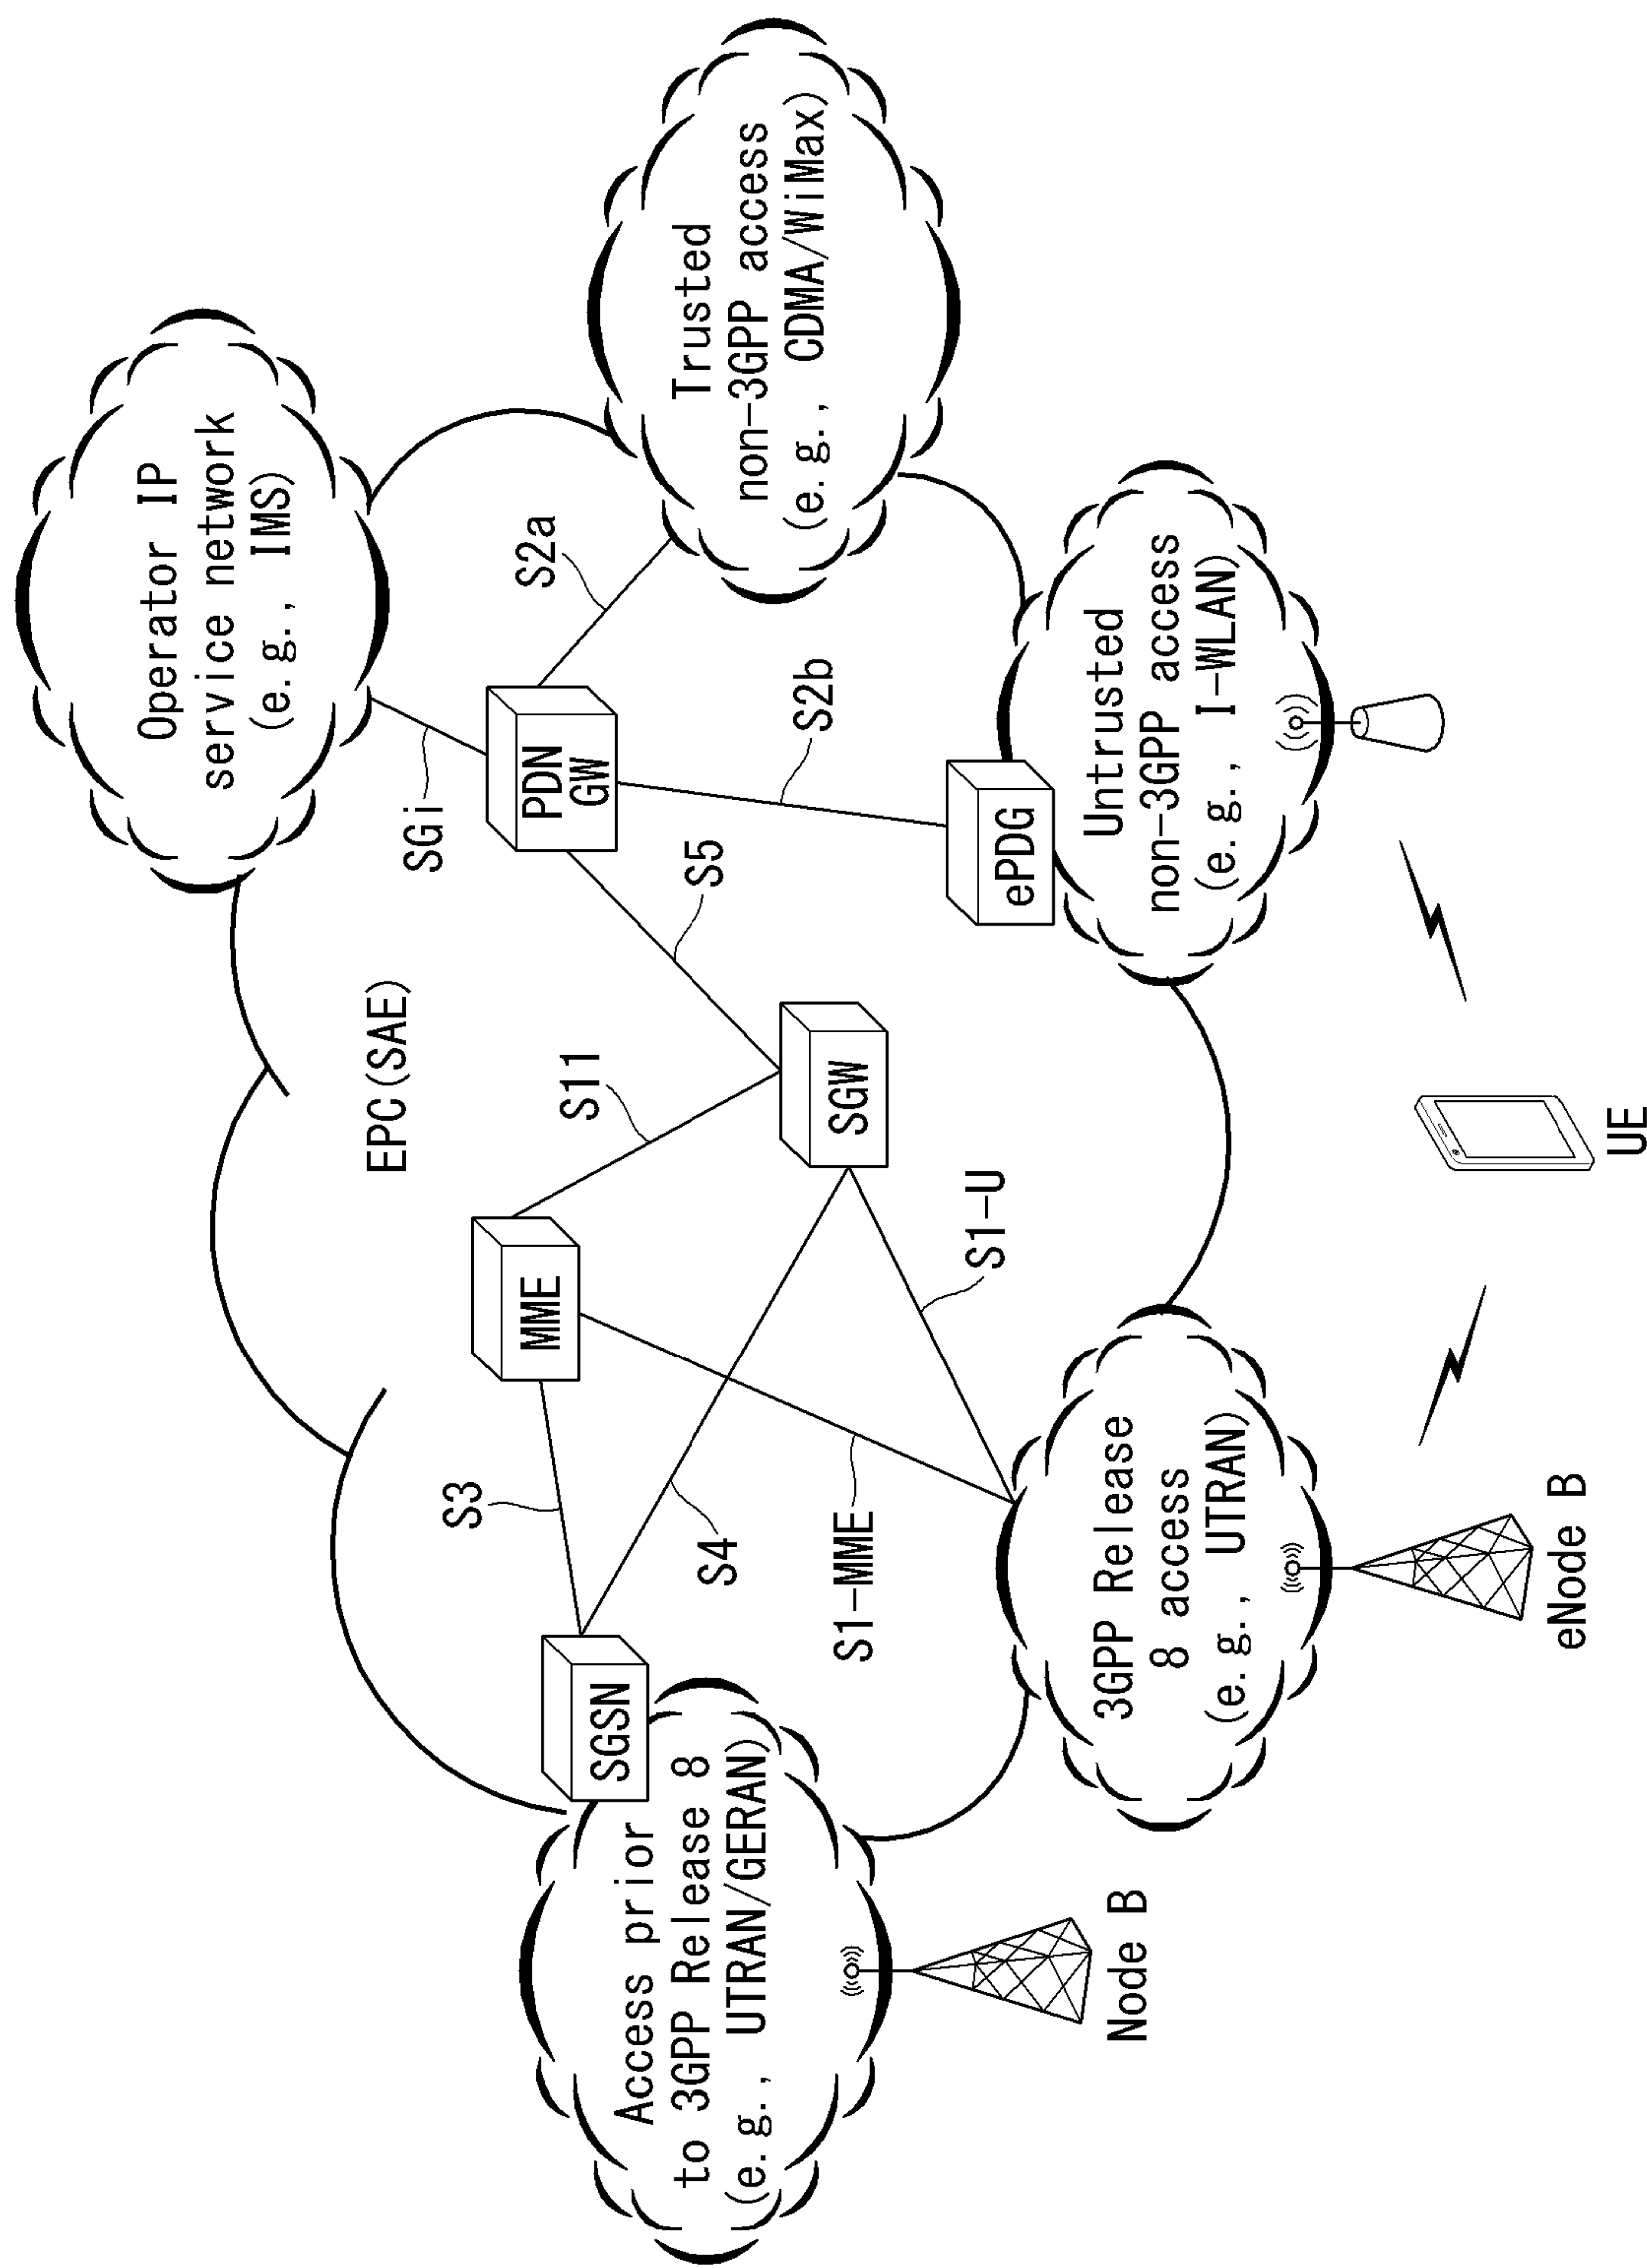 Operator IP
service network
(e.g., IMS)
EPC(SAE)
SGi
S2a
PDN
GW
Trusted
non-3GPP access
(e.g., CDMA/WiMax)
S3
MME
S11
S5
S2b
SGSN
Access prior
to 3GPP Release 8
(e.g., UTRAN/GERAN)
S4
SGW
S1-MME
S1-U
ePDG
Untrusted
non-3GPP access
(e.g., I-WLAN)
3GPP Release
8 access
(e.g., UTRAN)
Node B
eNode B
UE